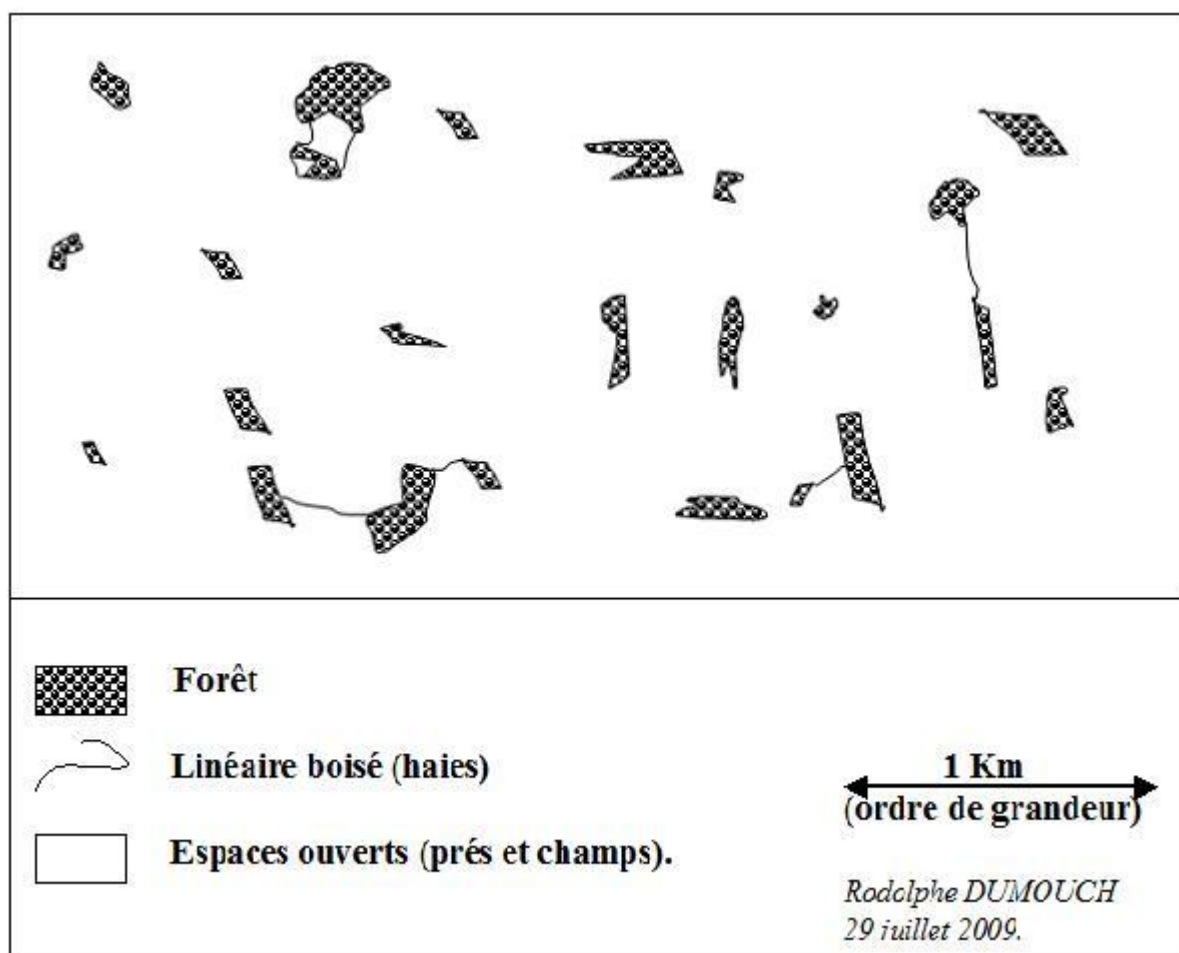 Forêt
Linéaire boisé (haies)
Espaces ouverts (prés et champs).
1 Km
(ordre de grandeur)
Rodolphe DUMOUCH
29 juillet 2009.